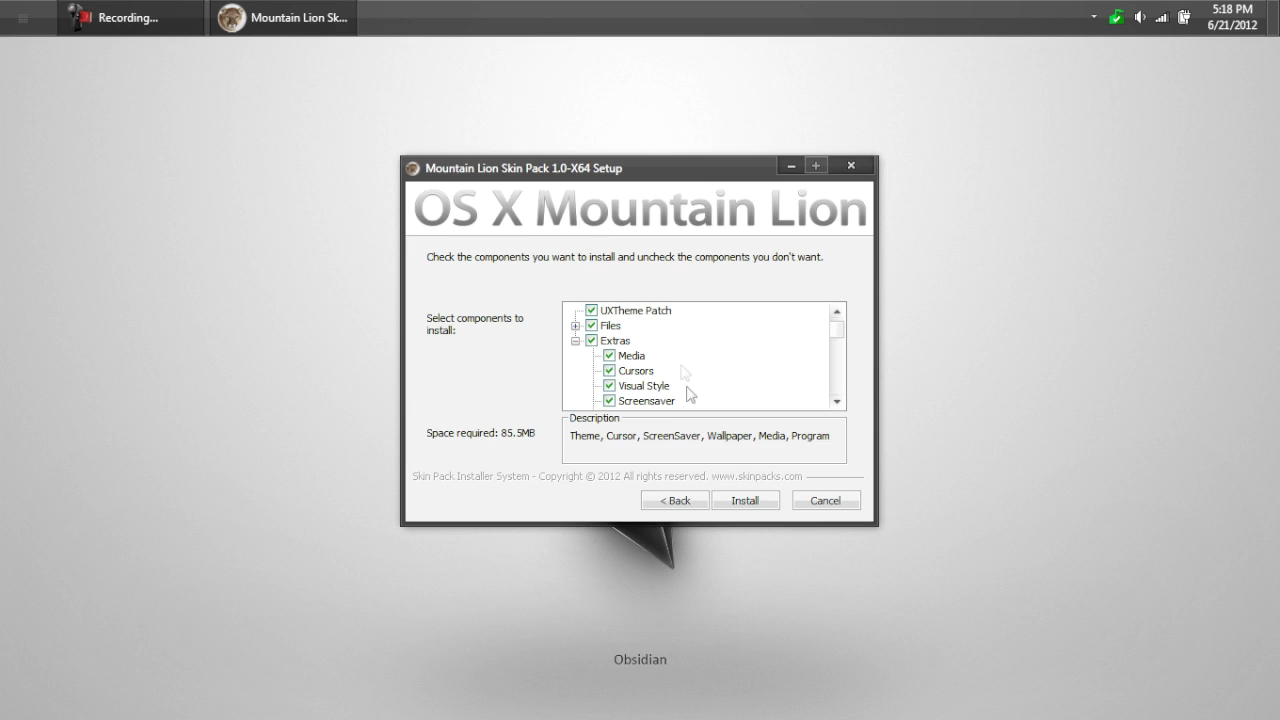 Recording...
Mountain Lion Sk...
5:18 PM
6/21/2012
Mountain Lion Skin Pack 1.0-X64 Setup
OS X Mountain Lion
Check the components you want to install and uncheck the components you don't want.
Select components to
install:
UXTheme Patch
Files
Extras
Media
Cursors
Visual Style
Screensaver
Space required: 85.5MB
Description
Theme, Cursor, ScreenSaver, Wallpaper, Media, Program
Skin Pack Installer System - Copyright © 2012 All rights reserved. www.skinpacks.com
< Back
Install
Cancel
Obsidian